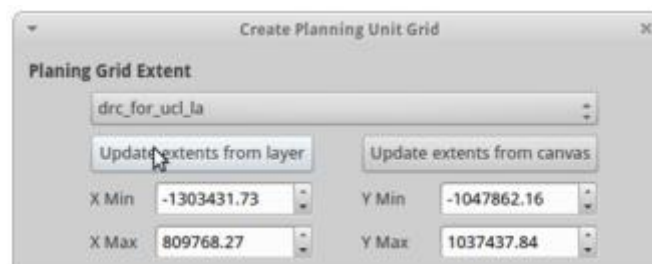 Create Planning Unit Grid
Planing Grid Extent
drc_for_ucl_la
Update extents from layer Update extents from canvas
X Min -1303431.73 Y Min -1047862.16
X Max 809768.27 Y Max 1037437.84